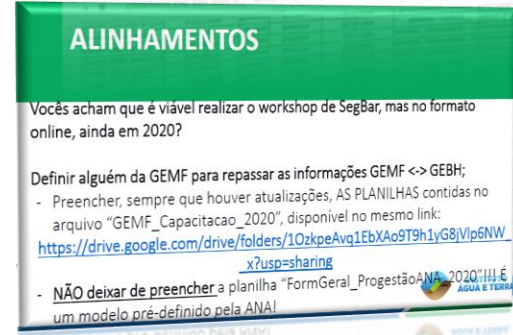 ALINHAMENTOS
Vocês acham que é viável realizar o workshop de SegBar, mas no formato
online, ainda em 2020?
Definir alguém da GEMF para repassar as informações GEMF <-> GEBH;
- Preencher, sempre que houver atualizações, AS PLANILHAS contidas no
arquivo “GEMF_Capacitacao_2020”, disponível no mesmo link:
https://drive.google.com/drive/folders/1OzkpeAvq1EbXAo9T9h1yG8jVlp6NW_
x?usp=sharing
- NÃO deixar de preencher a planilha “FormGeral_ProgestãoANA_2020”!!! É
um modelo pré-definido pela ANA!
ÁGUA E TERRA